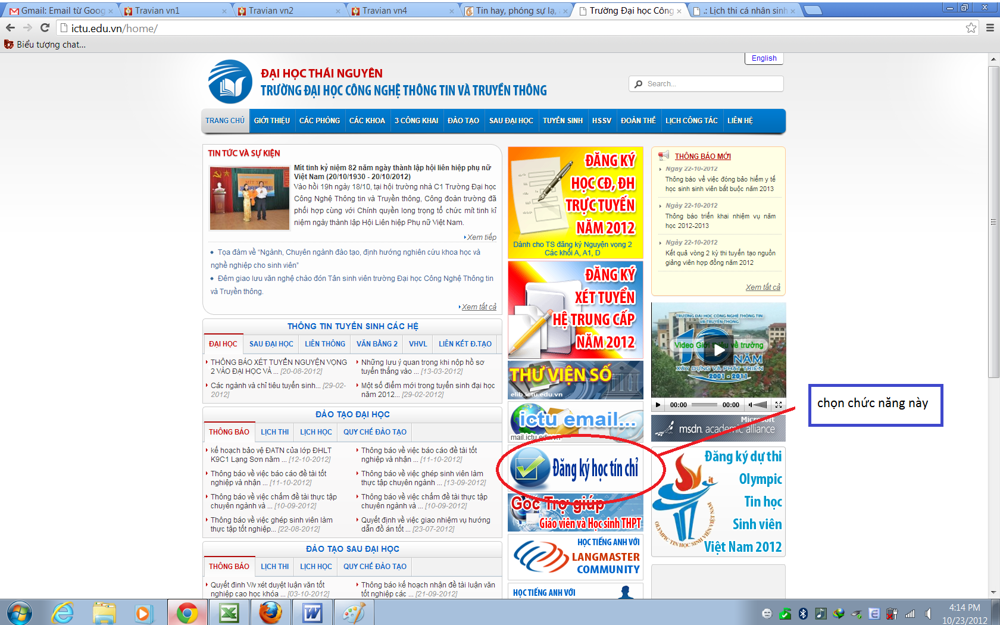 Gmail: Email từ Goog
Travian vn1
Travian vn2
Travian vn4
Tin hay, phóng sự lạ,
Trường Đại học Công
.: Lịch thi cá nhân sinh
ictu.edu.vn/home/
Biểu tượng chat...
English
ĐẠI HỌC THÁI NGUYÊN
TRƯỜNG ĐẠI HỌC CÔNG NGHỆ THÔNG TIN VÀ TRUYỀN THÔNG
Search...
TRANG CHỦ GIỚI THIỆU CÁC PHÒNG CÁC KHOA 3 CÔNG KHAI ĐÀO TẠO SAU ĐẠI HỌC TUYỂN SINH HSSV ĐOÀN THỂ LỊCH CÔNG TÁC LIÊN HỆ
TIN TỨC VÀ SỰ KIỆN
Mít tinh kỷ niệm 82 năm ngày thành lập hội liên hiệp phụ nữ
Việt Nam (20/10/1930 - 20/10/2012)
Vào hồi 19h ngày 18/10, tại hội trường nhà C1 Trường Đại học
Công Nghệ Thông tin và Truyền thông, Công đoàn trường đã
phối hợp cùng với Chính quyền long trọng tổ chức mít tinh kỉ
niệm ngày thành lập Hội Liên hiệp Phụ nữ Việt Nam.
Xem tiếp
Tọa đàm về “Ngành, Chuyên ngành đào tạo, định hướng nghiên cứu khoa học và
nghề nghiệp cho sinh viên”
Đêm giao lưu văn nghệ chào đón Tân sinh viên trường Đại học Công Nghệ Thông tin
và Truyền thông.
Xem tất cả
THÔNG TIN TUYỂN SINH CÁC HỆ
ĐẠI HỌC SAU ĐẠI HỌC LIÊN THÔNG VĂN BẰNG 2 VHVL LIÊN KẾT Đ.TẠO
THÔNG BÁO XÉT TUYỂN NGUYỆN VỌNG
2 VÀO ĐẠI HỌC VÀ ... [20-08-2012]
Các ngành và chỉ tiêu tuyển sinh... [29-02-
2012]
Những lưu ý quan trọng khi nộp hồ sơ
tuyển thẳng vào ... [13-03-2012]
Một số điểm mới trong tuyển sinh đại học
năm 2012... [29-02-2012]
ĐÀO TẠO ĐẠI HỌC
THÔNG BÁO LỊCH THI LỊCH HỌC QUY CHẾ ĐÀO TẠO
kế hoạch bảo vệ ĐATN của lớp ĐHLT
K9C1 Lạng Sơn năm ... [12-10-2012]
Thông báo về việc báo cáo đề tài tốt
nghiệp và nhận ... [11-10-2012]
Thông báo về việc chấm đề tài thực tập
chuyên ngành và ... [10-09-2012]
Thông báo về việc ghép sinh viên làm
thực tập tốt nghiệp... [22-08-2012]
Thông báo về việc báo cáo đề tài tốt
nghiệp và nhận ... [11-10-2012]
Thông báo về việc ghép sinh viên làm
thực tập chuyên ngành ... [13-09-2012]
Thông báo về việc chấm đề tài thực tập
chuyên ngành và ... [10-09-2012]
Quyết định về việc giao nhiệm vụ hướng
dẫn đồ án tốt ... [23-07-2012]
ĐÀO TẠO SAU ĐẠI HỌC
THÔNG BÁO LỊCH THI LỊCH HỌC QUY CHẾ ĐÀO TẠO
Quyết định V/v xét duyệt luận văn tốt
nghiệp cao học khóa ... [03-10-2012]
Thông báo kế hoạch nhận đề tài luận văn
tốt nghiệp các ... [21-09-2012]
ĐĂNG KÝ
HỌC CĐ, ĐH
TRỰC TUYẾN
NĂM 2012
Dành cho TS đăng ký Nguyện vọng 2
Các khối A, A1, D
ĐĂNG KÝ
XÉT TUYỂN
HỆ TRUNG CẤP
NĂM 2012
THƯ VIỆN SỐ
elib.ictu.edu.vn
ictu email...
mail.ictu.edu.vn
Đăng ký học tín chỉ
Góc Trợ giúp
Giáo viên và Học sinh THPT
HỌC TIẾNG ANH VỚI
LANGMASTER
COMMUNITY
HỌC TIẾNG ANH VỚI
THÔNG BÁO MỚI
Ngày 22-10-2012
Thông báo về việc đóng bảo hiểm y tế
học sinh sinh viên bắt buộc năm 2013
Ngày 22-10-2012
Thông báo triển khai nhiệm vụ năm
học 2012-2013
Ngày 22-10-2012
Kết quả vòng 2 kỳ thi tuyển tạo nguồn
giảng viên hợp đồng năm 2012
Xem tất cả
TRƯỜNG ĐẠI HỌC CÔNG NGHỆ THÔNG TIN
VÀ TRUYỀN THÔNG
Video Giới thiệu về trường
10 NĂM
XÂY DỰNG VÀ PHÁT TRIỂN
2001 - 2011
00:00 00:00
Microsoft
msdn academic alliance
Đăng ký dự thi
Olympic
Tin học
Sinh viên
Việt Nam 2012
OLYMPIC TIN HỌC SINH VIÊN VIỆT NAM
chọn chức năng này
4:14 PM
10/23/2012